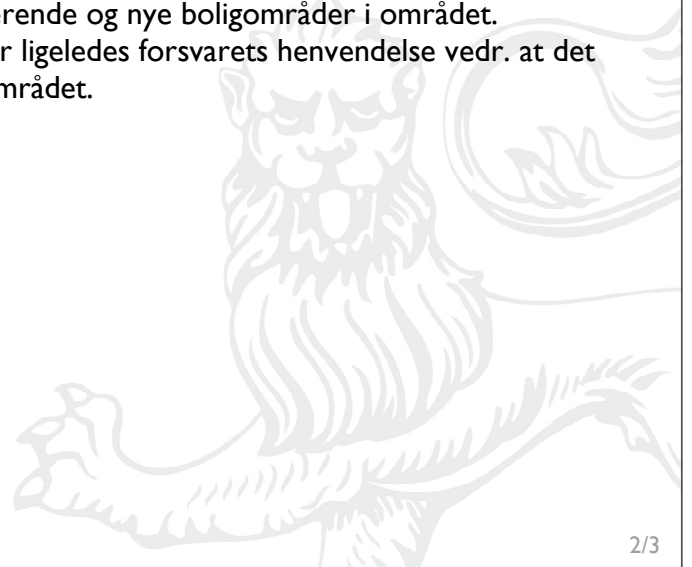 rende og nye boligområder i området.
r ligeledes forsvarets henvendelse vedr. at det
mrådet.
2/3